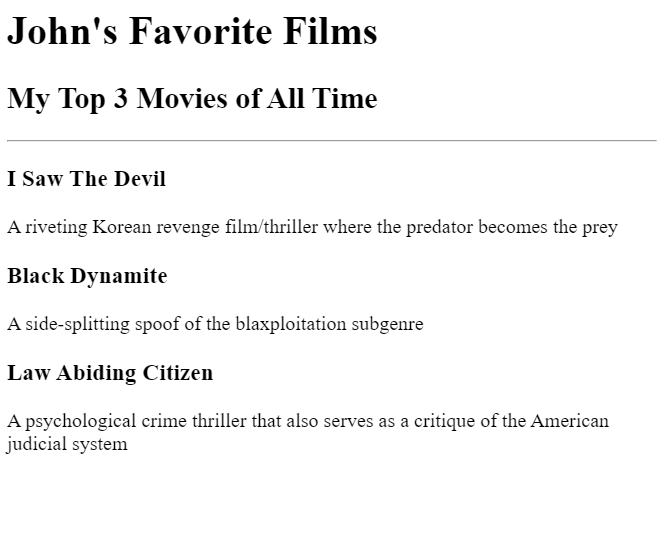 John's Favorite Films
My Top 3 Movies of All Time
I Saw The Devil
A riveting Korean revenge film/thriller where the predator becomes the prey
Black Dynamite
A side-splitting spoof of the blaxploitation subgenre
Law Abiding Citizen
A psychological crime thriller that also serves as a critique of the American
judicial system